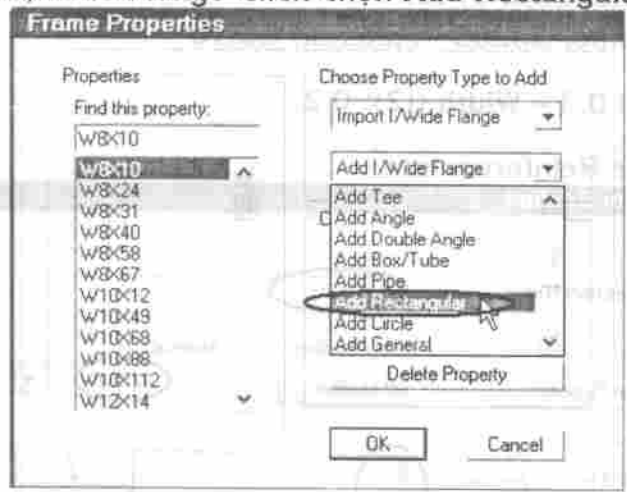 Frame Properties
Properties
Find this property:
W8X10
W8X10
W8X24
W8X31
W8X40
W8X58
W8X67
W10X12
W10X49
W10X68
W10X88
W10X112
W12X14
Choose Property Type to Add
Import I/Wide Flange
Add I/Wide Flange
Add Tee
Add Angle
Add Double Angle
Add Box/Tube
Add Pipe
Add Rectangular
Add Circle
Add General
Delete Property
OK
Cancel